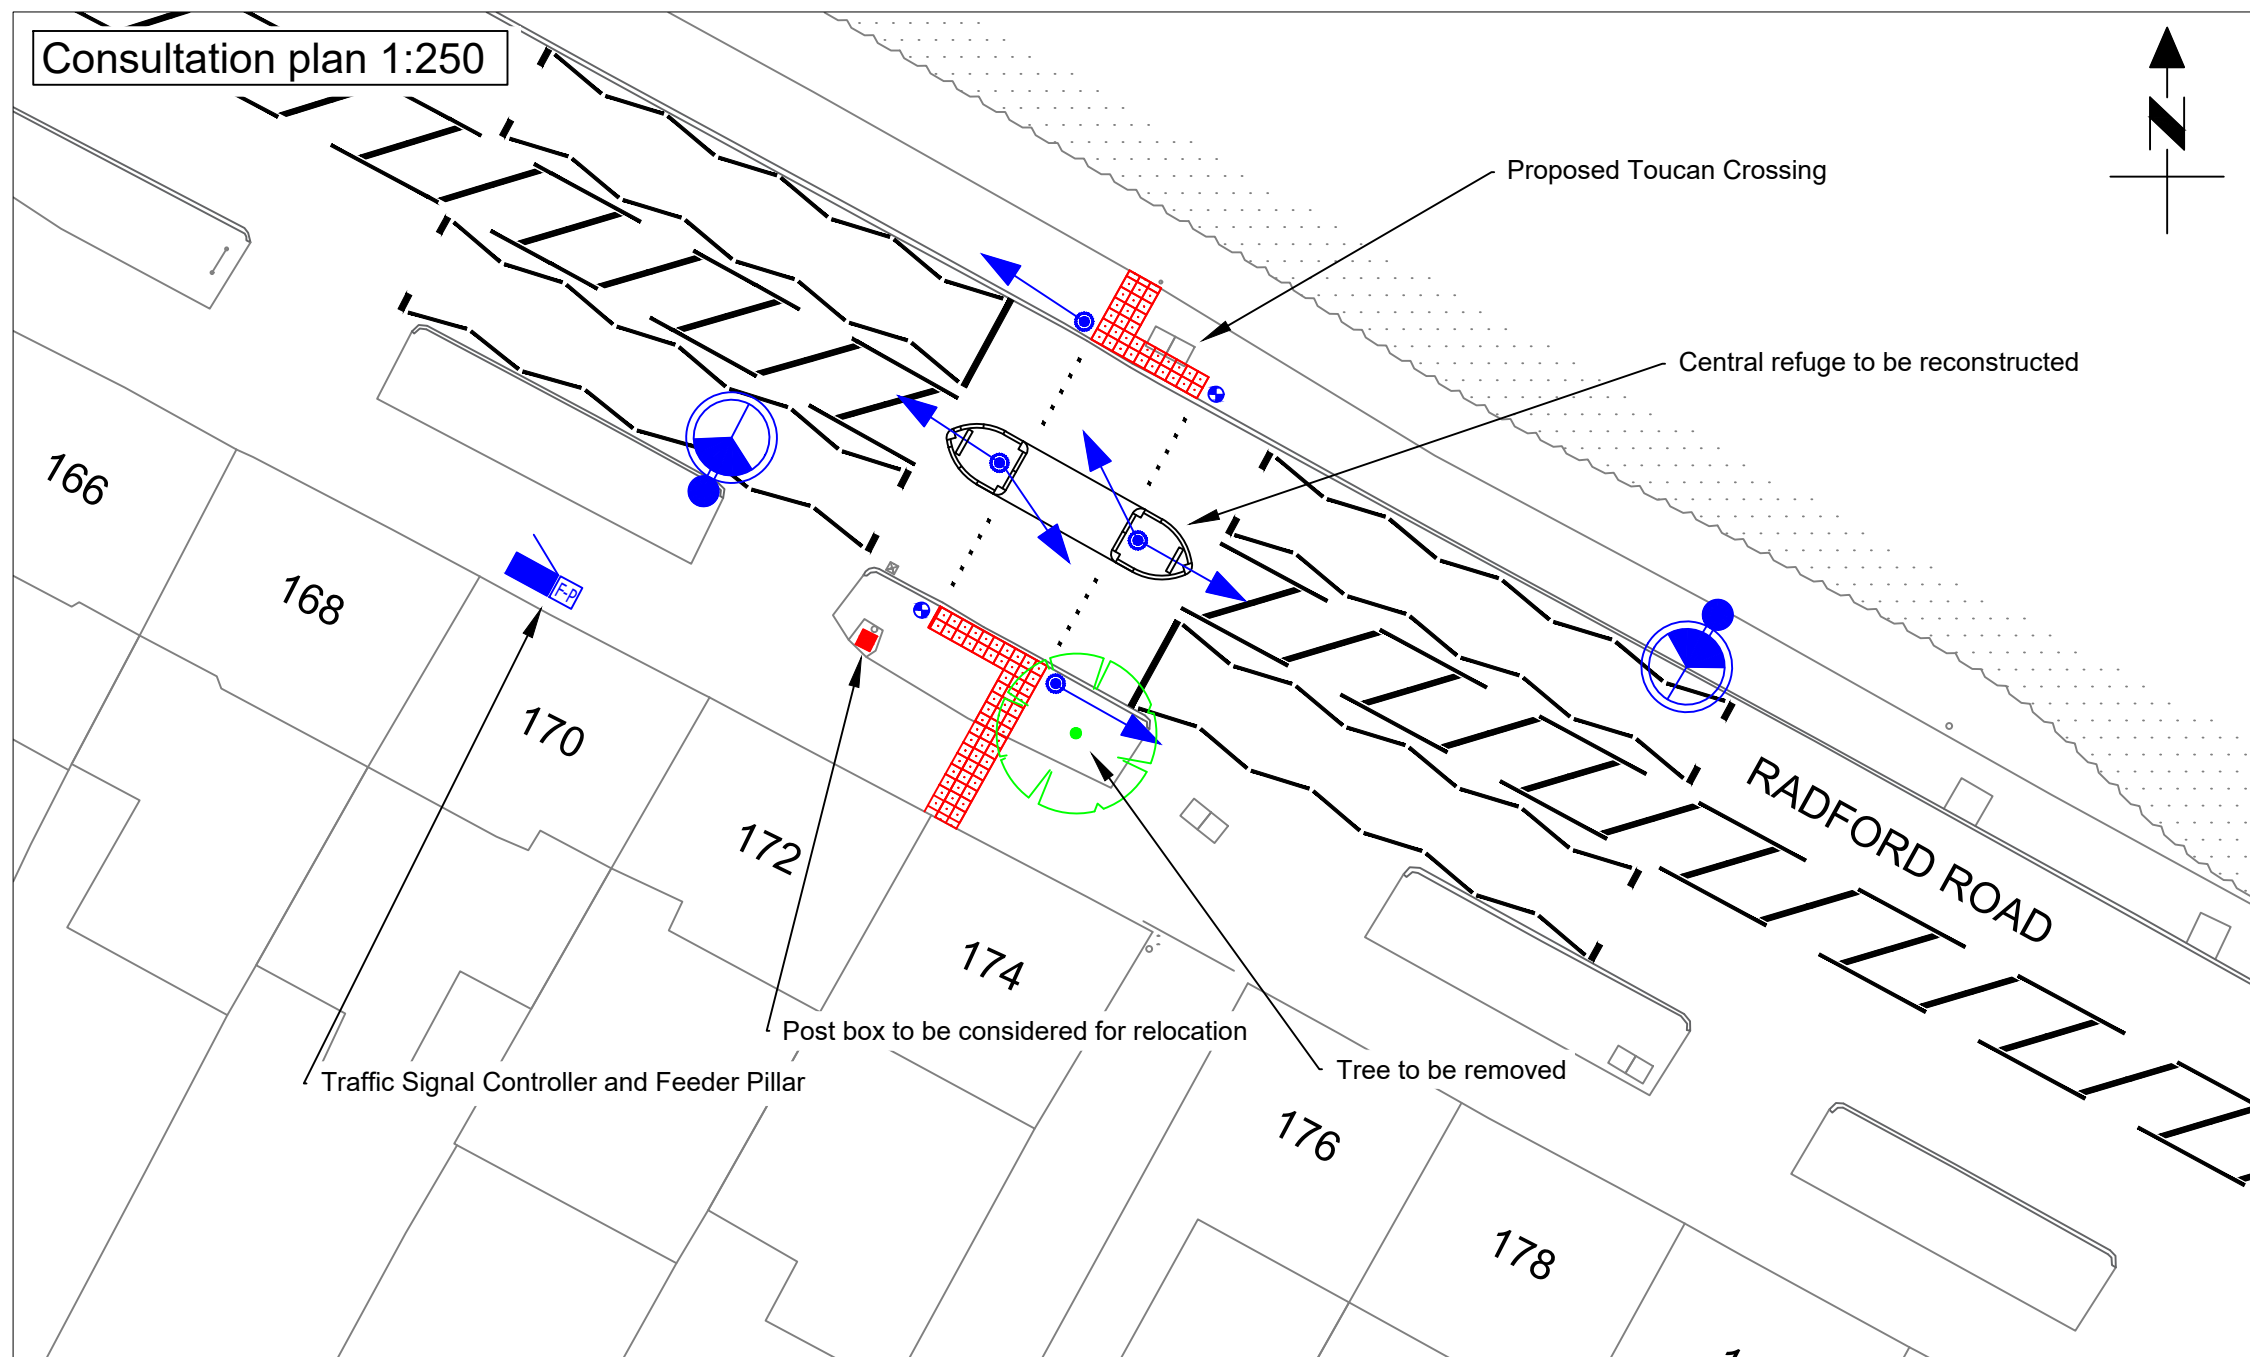 Consultation plan 1:250
N
Proposed Toucan Crossing
Central refuge to be reconstructed
166
168
F-P
170
172
174
RADFORD ROAD
Post box to be considered for relocation
Traffic Signal Controller and Feeder Pillar
Tree to be removed
176
178